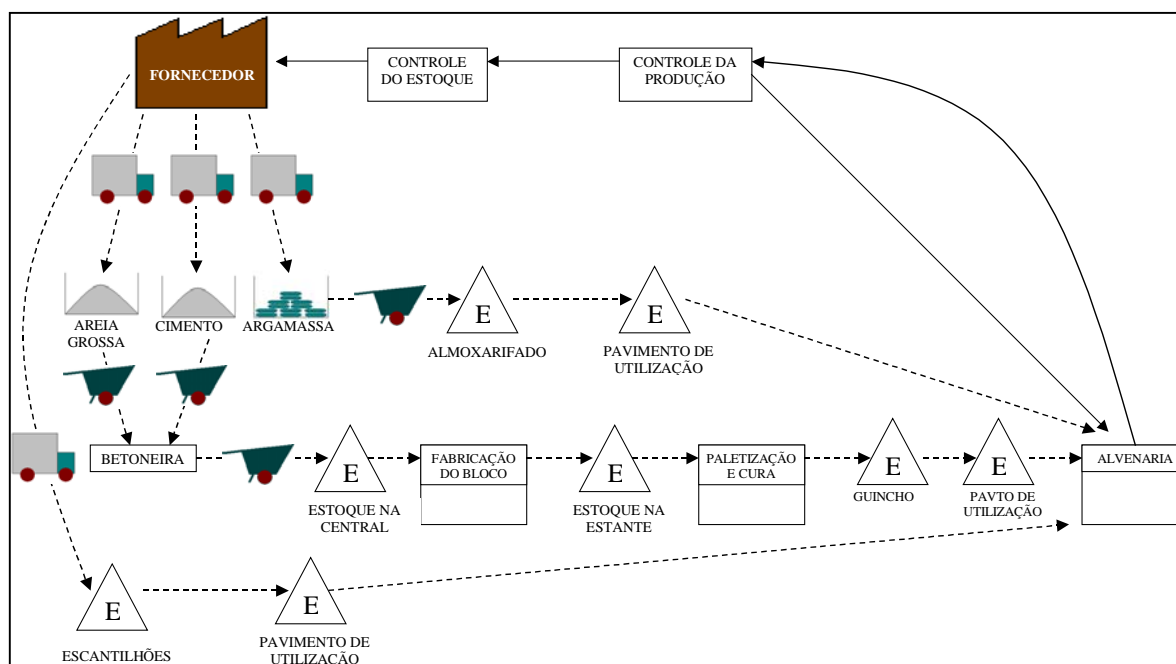 FORNECEDOR
CONTROLE
DO ESTOQUE
CONTROLE DA
PRODUÇÃO
AREIA
GROSSA
CIMENTO
ARGAMASSA
E
ALMOXARIFADO
E
PAVIMENTO DE
UTILIZAÇÃO
BETONEIRA
E
ESTOQUE NA
CENTRAL
FABRICAÇÃO
DO BLOCO
E
ESTOQUE NA
ESTANTE
PALETIZAÇÃO
E CURA
E
GUINCHO
E
PAVTO DE
UTILIZAÇÃO
ALVENARIA
E
ESCANTILHÕES
E
PAVIMENTO DE
UTILIZAÇÃO